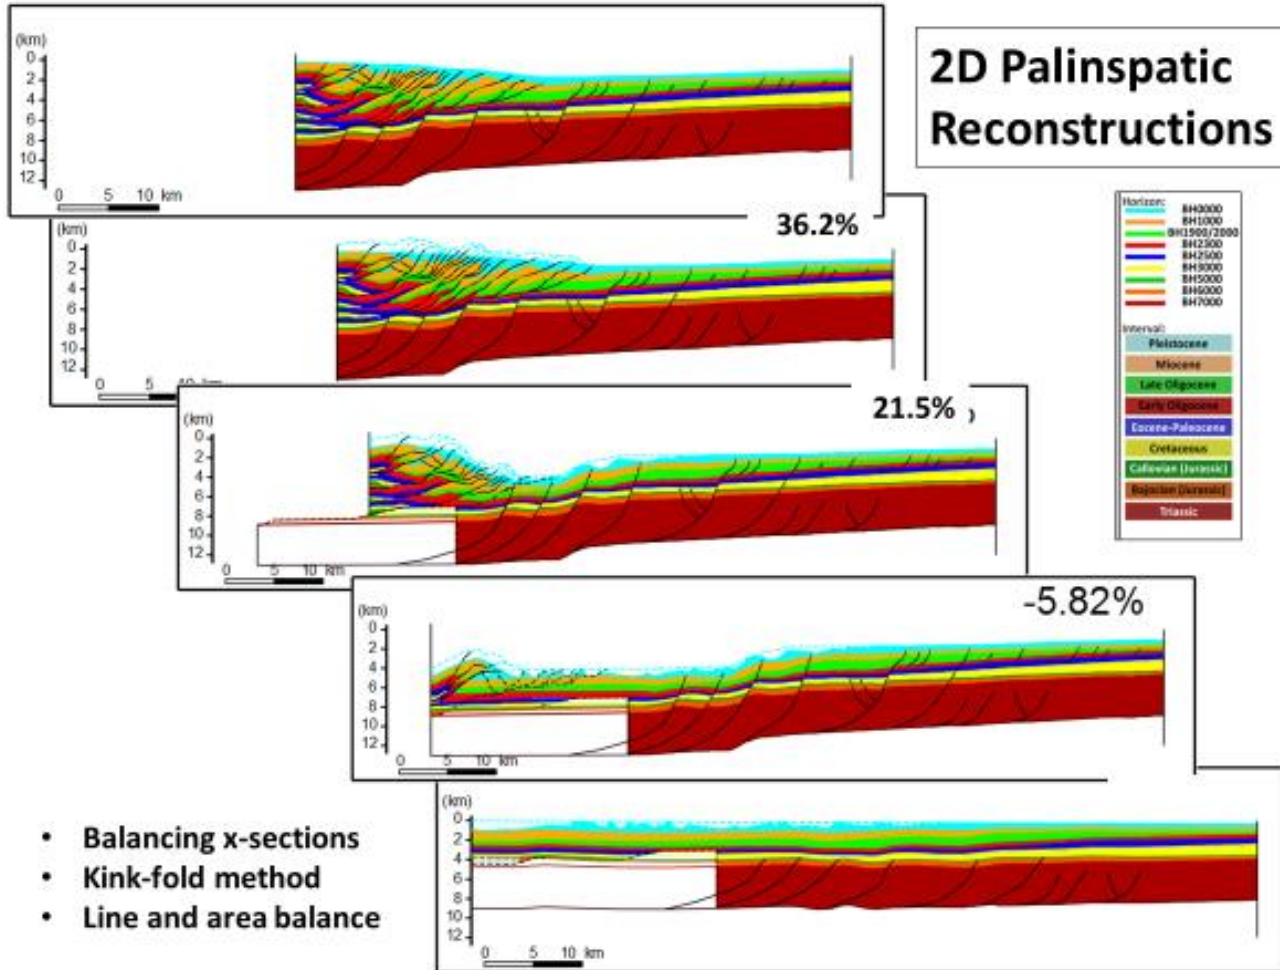 2D Palinspatic
Reconstructions
(km)
0
2
4
6
8
10
12
0 5 10 km
36.2%
(km)
0
2
4
6
8
10
12
0 5 10 km
21.5%
(km)
0
2
4
6
8
10
12
0 5 10 km
-5.82%
(km)
0
2
4
6
8
10
12
0 5 10 km
(km)
0
2
4
6
8
10
12
0 5 10 km
Horizon:
BH0000
BH1000
BH1900/2000
BH2300
BH2500
BH3000
BH5000
BH6000
BH7000
Interval:
Pleistocene
Miocene
Late Oligocene
Early Oligocene
Eocene-Paleocene
Cretaceous
Callovian (Jurassic)
Bajocian (Jurassic)
Triassic
• Balancing x-sections
• Kink-fold method
• Line and area balance